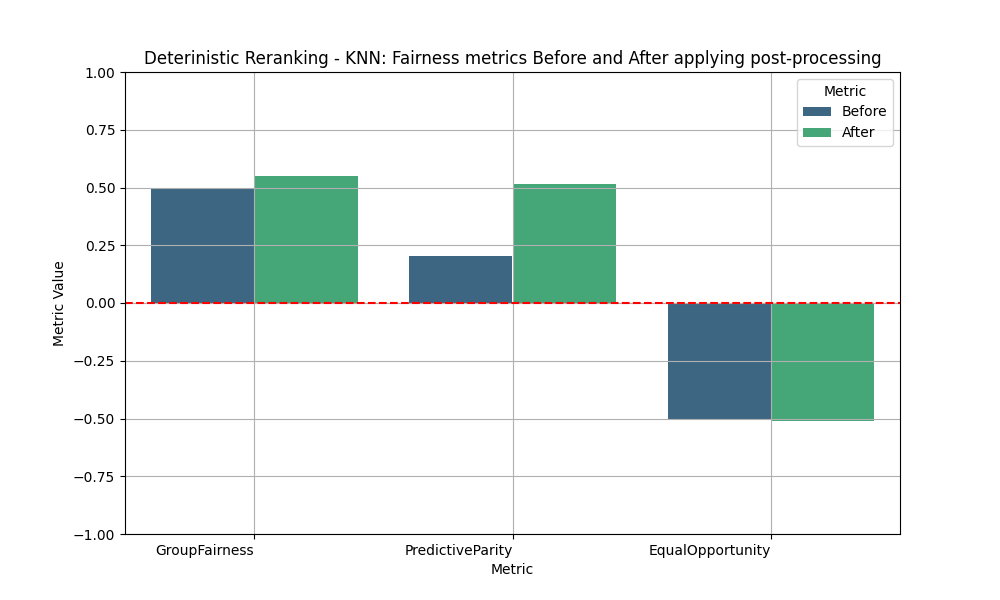 Deterinistic Reranking - KNN: Fairness metrics Before and After applying post-processing
Metric
Before
After
Metric Value
1.00
0.75
0.50
0.25
0.00
−0.25
−0.50
−0.75
−1.00
GroupFairness
PredictiveParity
EqualOpportunity
Metric